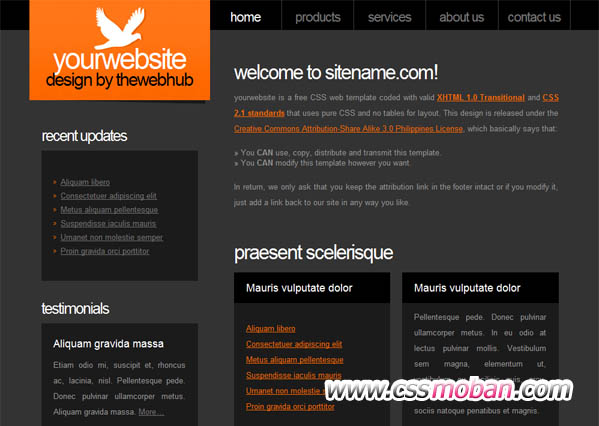 home
products
services
about us
contact us
yourwebsite
design by thewebhub
welcome to sitename.com!
yourwebsite is a free CSS web template coded with valid XHTML 1.0 Transitional and CSS
2.1 standards that uses pure CSS and no tables for layout. This design is released under the
Creative Commons Attribution-Share Alike 3.0 Philippines License, which basically says that:
» You CAN use, copy, distribute and transmit this template.
» You CAN modify this template however you want.
In return, we only ask that you keep the attribution link in the footer intact or if you modify it,
just add a link back to our site in any way you like.
recent updates
» Aliquam libero
» Consectetuer adipiscing elit
» Metus aliquam pellentesque
» Suspendisse iaculis mauris
» Umanet non molestie semper
» Proin gravida orci porttitor
testimonials
Aliquam gravida massa
Etiam odio mi, suscipit et, rhoncus
ac, lacinia, nisl. Pellentesque pede.
Donec pulvinar ullamcorper metus.
Aliquam gravida massa. More…
praesent scelerisque
Mauris vulputate dolor
Aliquam libero
Consectetuer adipiscing elit
Metus aliquam pellentesque
Suspendisse iaculis mauris
Umanet non molestie
Proin gravida orci porttitor
Mauris vulputate dolor
Pellentesque pede. Donec pulvinar
ullamcorper metus. In eu odio at
lectus pulvinar mollis. Vestibulum
sem magna, elementum ut,
sociis natoque penatibus et magnis.
www.cssmoban.com